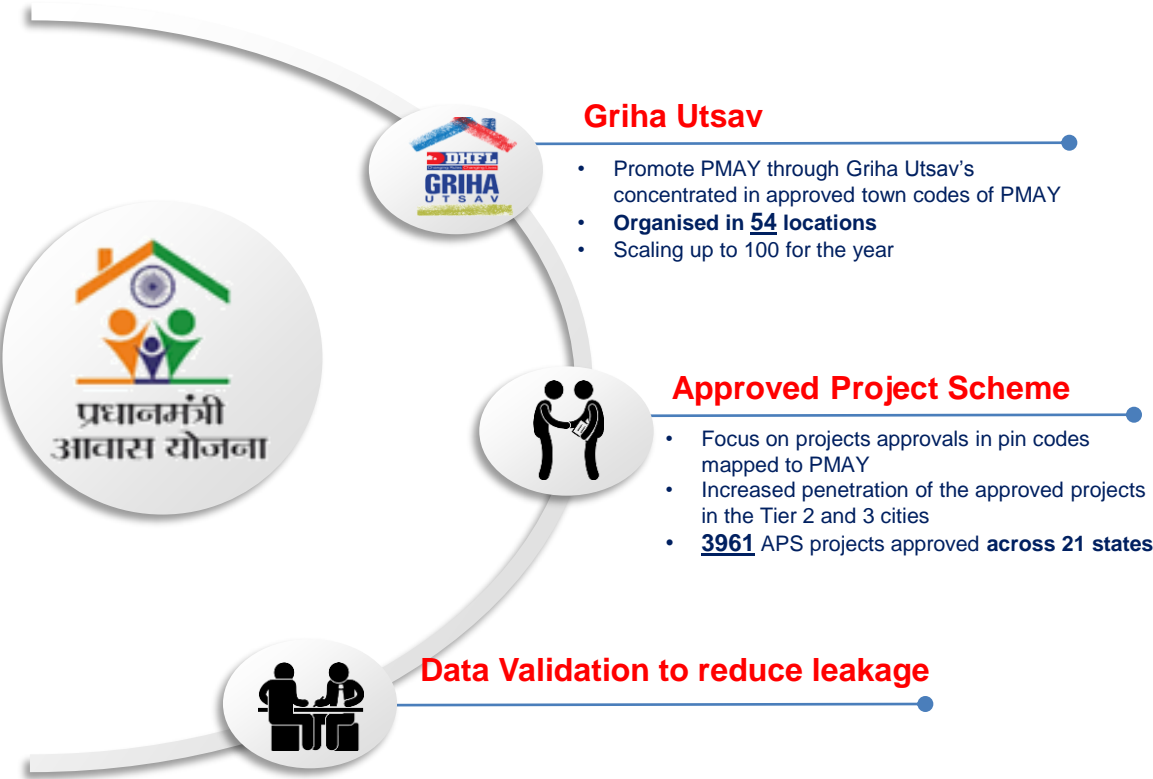 प्रधानमंत्री
आवास योजना
DHFL
GRIHA
UTSAV
Griha Utsav
• Promote PMAY through Griha Utsav’s
concentrated in approved town codes of PMAY
• Organised in 54 locations
• Scaling up to 100 for the year
Approved Project Scheme
• Focus on projects approvals in pin codes
mapped to PMAY
• Increased penetration of the approved projects
in the Tier 2 and 3 cities
• 3961 APS projects approved across 21 states
Data Validation to reduce leakage